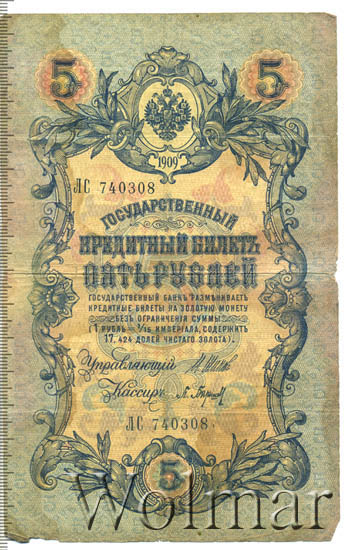 5 5
1909
ЛС 740308
ГОСУДАРСТВЕННЫЙ
КРЕДИТНЫЙ БИЛЕТЪ
ПЯТЬ РУБЛЕЙ
ГОСУДАРСТВЕННЫЙ БАНКЪ РАЗМѢНИВАЕТЪ
КРЕДИТНЫЕ БИЛЕТЫ НА ЗОЛОТУЮ МОНЕТУ
БЕЗЪ ОГРАНИЧЕНІЯ СУММЫ
(1 РУБЛЬ = 1/15 ИМПЕРІАЛА, СОДЕРЖИТЪ
17,424 ДОЛЕЙ ЧИСТАГО ЗОЛОТА).
Управляющій
Кассиръ
ЛС 740308
5
Wolmar